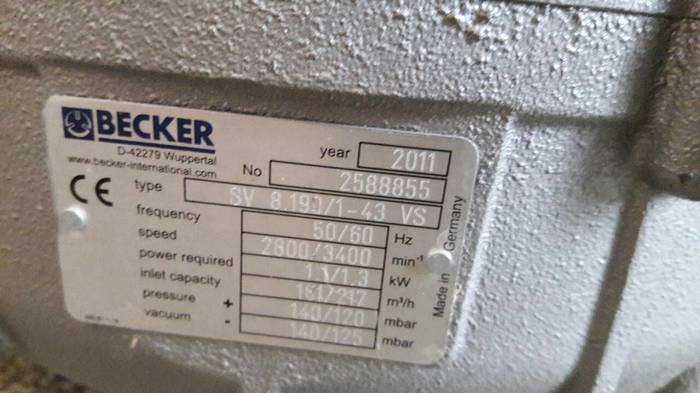 BECKER
D-42279 Wuppertal
www.becker-international.com
year 2011
No 2588855
CE
type SV 8.190/1-43 VS
frequency 50/60 Hz
speed 2800/3400 min⁻¹
power required 1.1/1.3 kW
inlet capacity m³/h
pressure + 140/120 mbar
vacuum - 140/125 mbar
Made in Germany